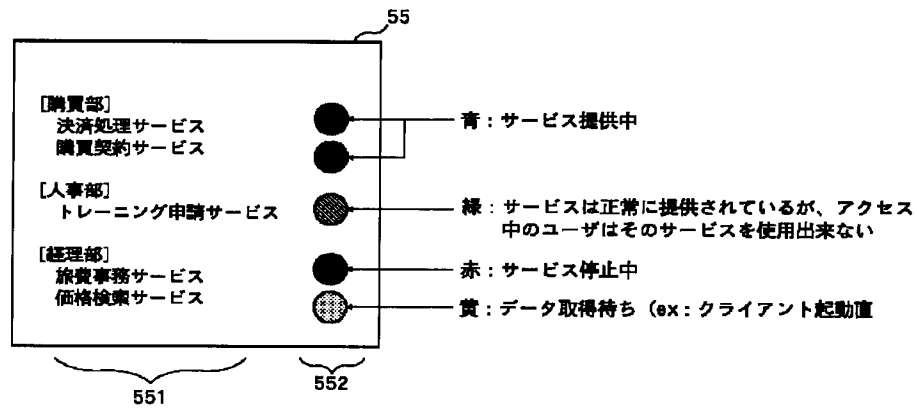 55
[購買部]
決済処理サービス
購買契約サービス
青：サービス提供中
[人事部]
トレーニング申請サービス
緑：サービスは正常に提供されているが、アクセス
中のユーザはそのサービスを使用出来ない
[経理部]
旅費事務サービス
価格検索サービス
赤：サービス停止中
黄：データ取得待ち（ex：クライアント起動直
551
552